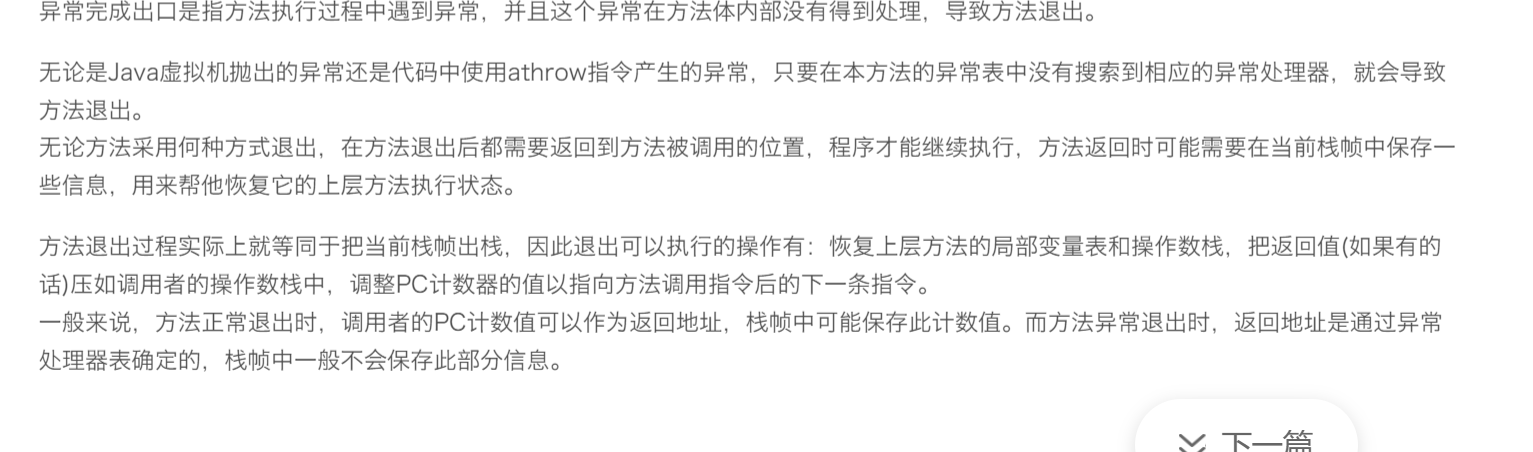 异常完成出口是指方法执行过程中遇到异常，并且这个异常在方法体内部没有得到处理，导致方法退出。
无论是Java虚拟机抛出的异常还是代码中使用athrow指令产生的异常，只要在本方法的异常表中没有搜索到相应的异常处理器，就会导致
方法退出。
无论方法采用何种方式退出，在方法退出后都需要返回到方法被调用的位置，程序才能继续执行，方法返回时可能需要在当前栈帧中保存一
些信息，用来帮他恢复它的上层方法执行状态。
方法退出过程实际上就等同于把当前栈帧出栈，因此退出可以执行的操作有：恢复上层方法的局部变量表和操作数栈，把返回值(如果有的
话)压如调用者的操作数栈中，调整PC计数器的值以指向方法调用指令后的下一条指令。
一般来说，方法正常退出时，调用者的PC计数值可以作为返回地址，栈帧中可能保存此计数值。而方法异常退出时，返回地址是通过异常
处理器表确定的，栈帧中一般不会保存此部分信息。
下一篇